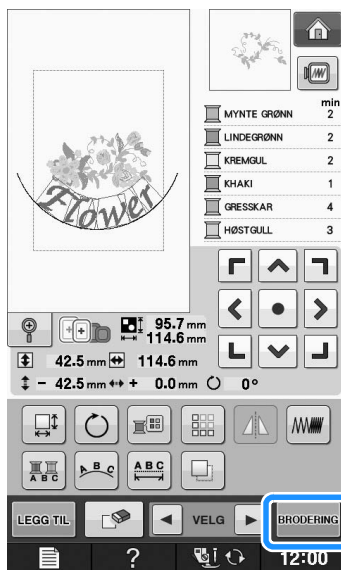 min
MYNTE GRØNN 2
LINDEGRØNN 2
KREMGUL 2
KHAKI 1
GRESSKAR 4
HØSTGULL 3
Flower
95.7 mm
114.6 mm
42.5 mm 114.6 mm
- 42.5 mm + 0.0 mm 0°
A B C A B C A B C
LEGG TIL VELG BRODERING
? 12:00